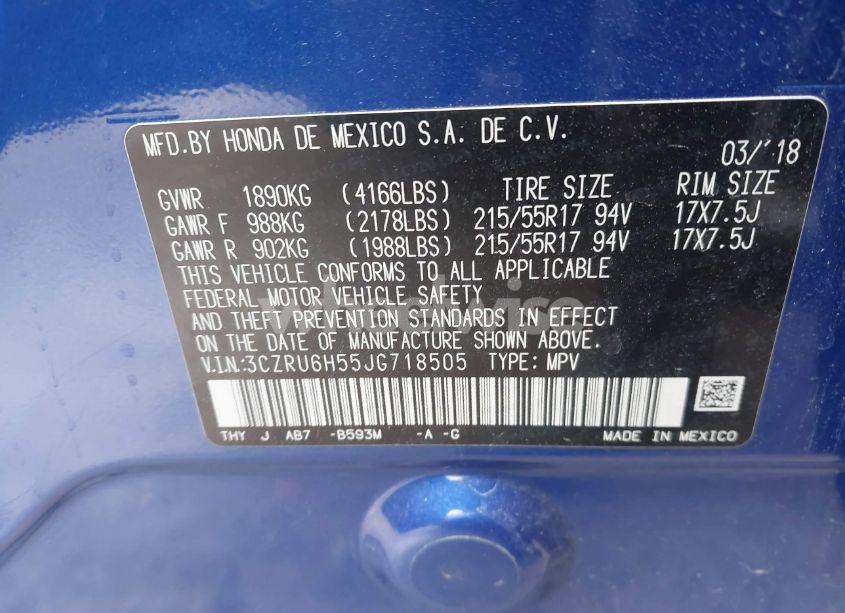 MFD.BY HONDA DE MEXICO S.A. DE C.V.
03/'18
GVWR 1890KG (4166LBS) TIRE SIZE RIM SIZE
GAWR F 988KG (2178LBS) 215/55R17 94V 17X7.5J
GAWR R 902KG (1988LBS) 215/55R17 94V 17X7.5J
THIS VEHICLE CONFORMS TO ALL APPLICABLE
FEDERAL MOTOR VEHICLE SAFETY
AND THEFT PREVENTION STANDARDS IN EFFECT
ON THE DATE OF MANUFACTURE SHOWN ABOVE.
V.I.N.:3CZRU6H55JG718505 TYPE: MPV
THY J AB7 -B593M -A -G MADE IN MEXICO